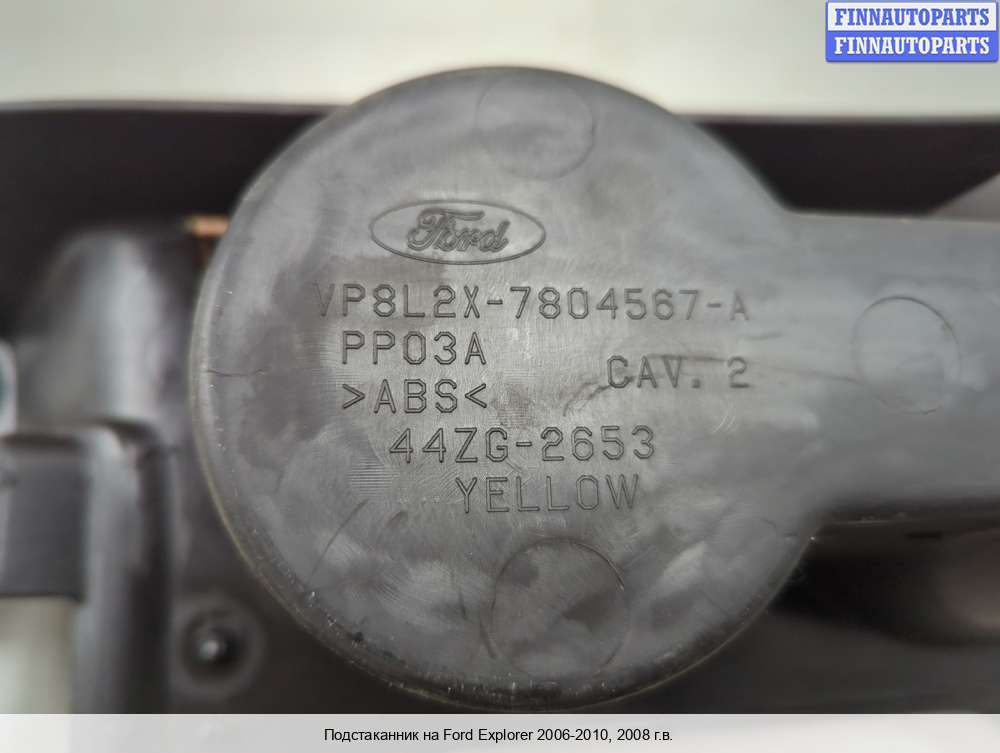 FINNAUTOPARTS
FINNAUTOPARTS
Ford
VP8L2X-7804567-A
PP03A
CAV. 2
>ABS<
44ZG-2653
YELLOW
Подстаканник на Ford Explorer 2006-2010, 2008 г.в.